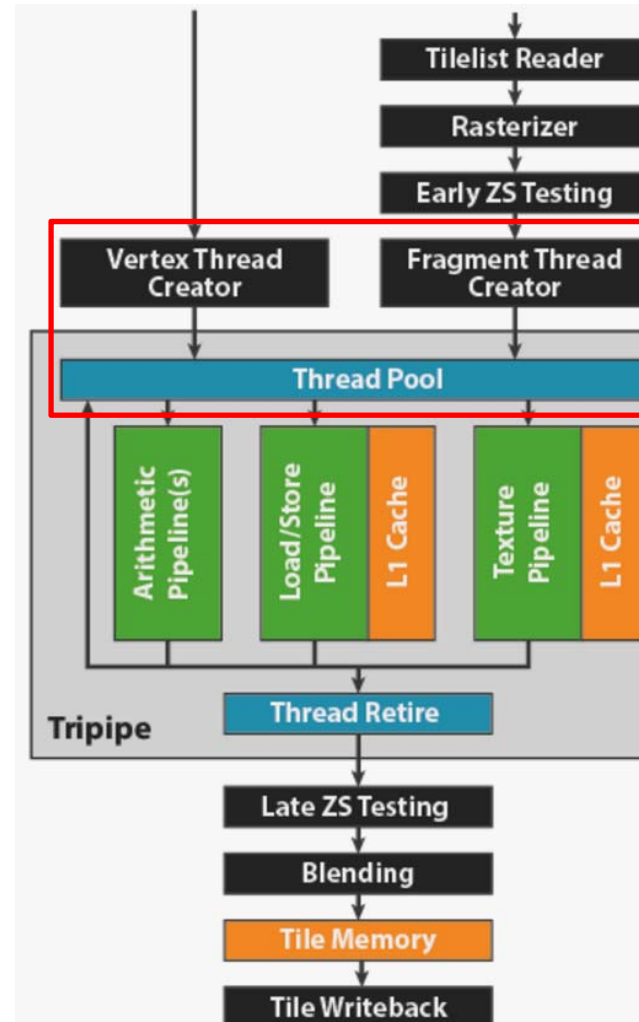 Tilelist Reader
Rasterizer
Early ZS Testing
Vertex Thread
Creator
Fragment Thread
Creator
Thread Pool
Arithmetic
Pipeline(s)
Load/Store
Pipeline
L1 Cache
Texture
Pipeline
L1 Cache
Thread Retire
Tripipe
Late ZS Testing
Blending
Tile Memory
Tile Writeback